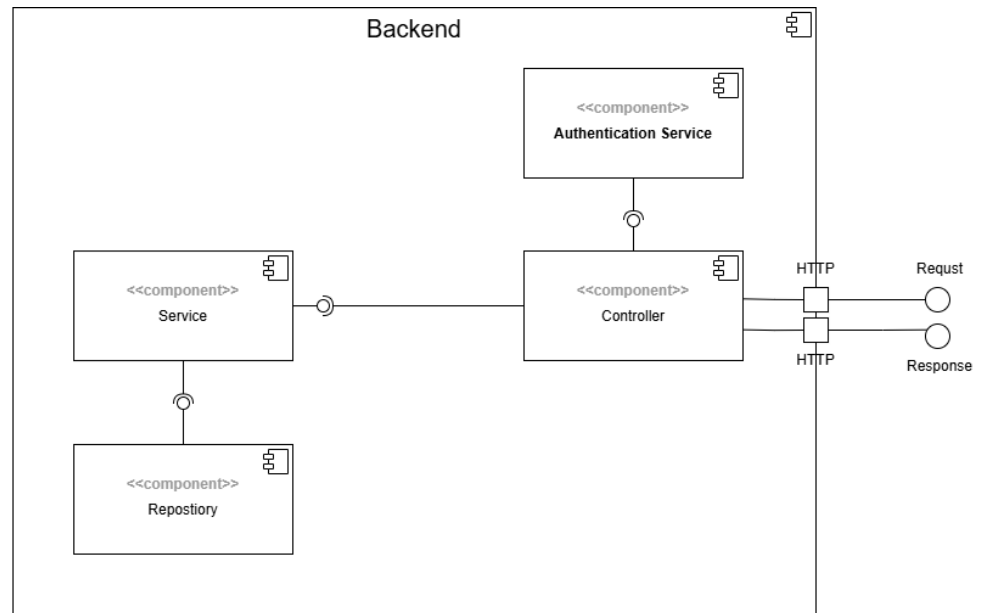 Backend
<<component>>
Authentication Service
<<component>>
Service
<<component>>
Controller
HTTP
Requst
HTTP
Response
<<component>>
Repostiory